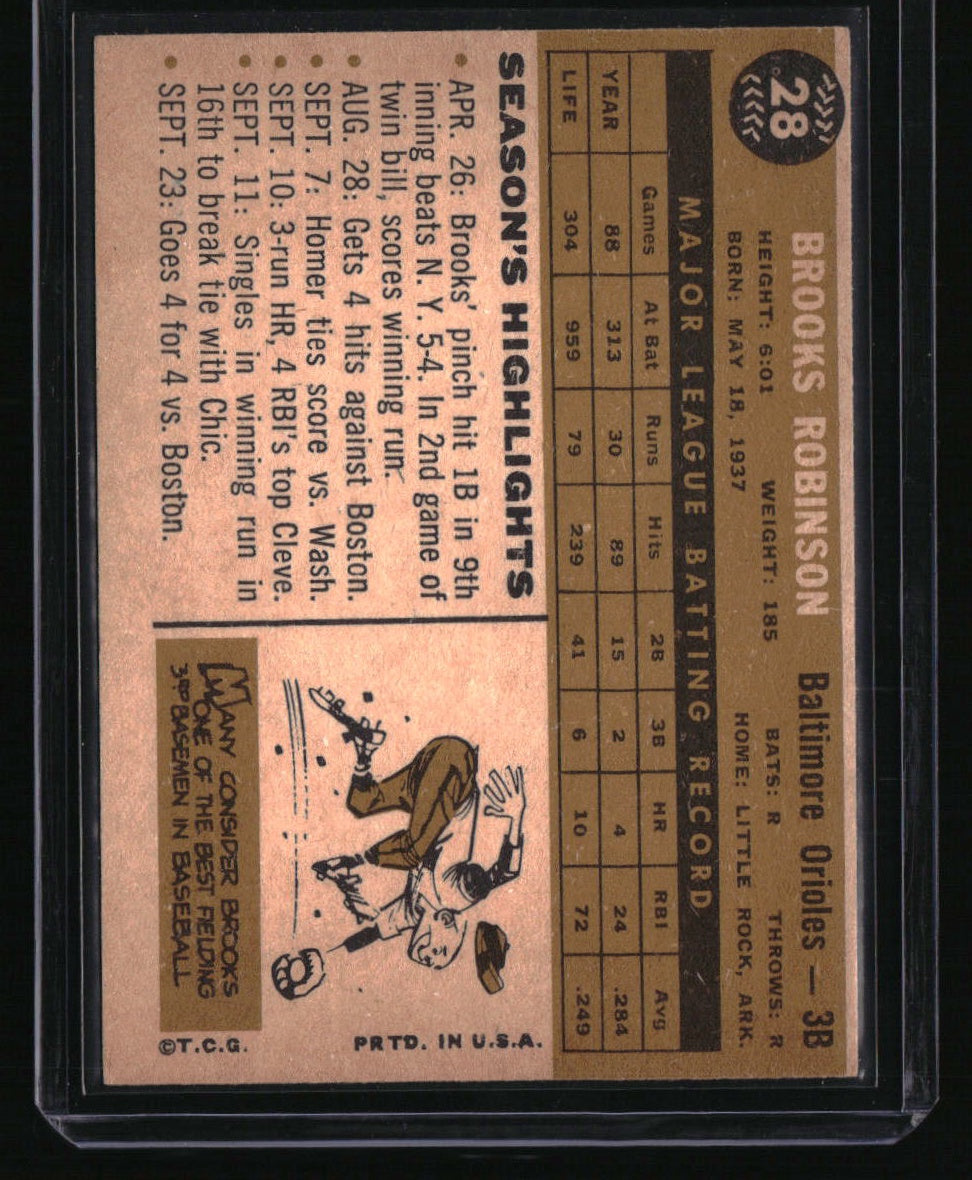 28
BROOKS ROBINSON Baltimore Orioles — 3B
HEIGHT: 6:01 WEIGHT: 185 BATS: R THROWS: R
BORN: MAY 18, 1937 HOME: LITTLE ROCK, ARK.
MAJOR LEAGUE BATTING RECORD
Games At Bat Runs Hits 2B 3B HR RBI Avg
YEAR 88 313 30 89 15 2 4 24 .284
LIFE 304 959 79 239 41 6 10 72 .249
SEASON'S HIGHLIGHTS
• APR. 26: Brooks' pinch hit 1B in 9th
inning beats N. Y. 5-4. In 2nd game of
twin bill, scores winning run.
• AUG. 28: Gets 4 hits against Boston.
• SEPT. 7: Homer ties score vs. Wash.
• SEPT. 10: 3-run HR, 4 RBI's top Cleve.
• SEPT. 11: Singles in winning run in
16th to break tie with Chic.
• SEPT. 23: Goes 4 for 4 vs. Boston.
MANY CONSIDER BROOKS
ONE OF THE BEST FIELDING
3RD BASEMEN IN BASEBALL
PRTD. IN U.S.A.
©T.C.G.